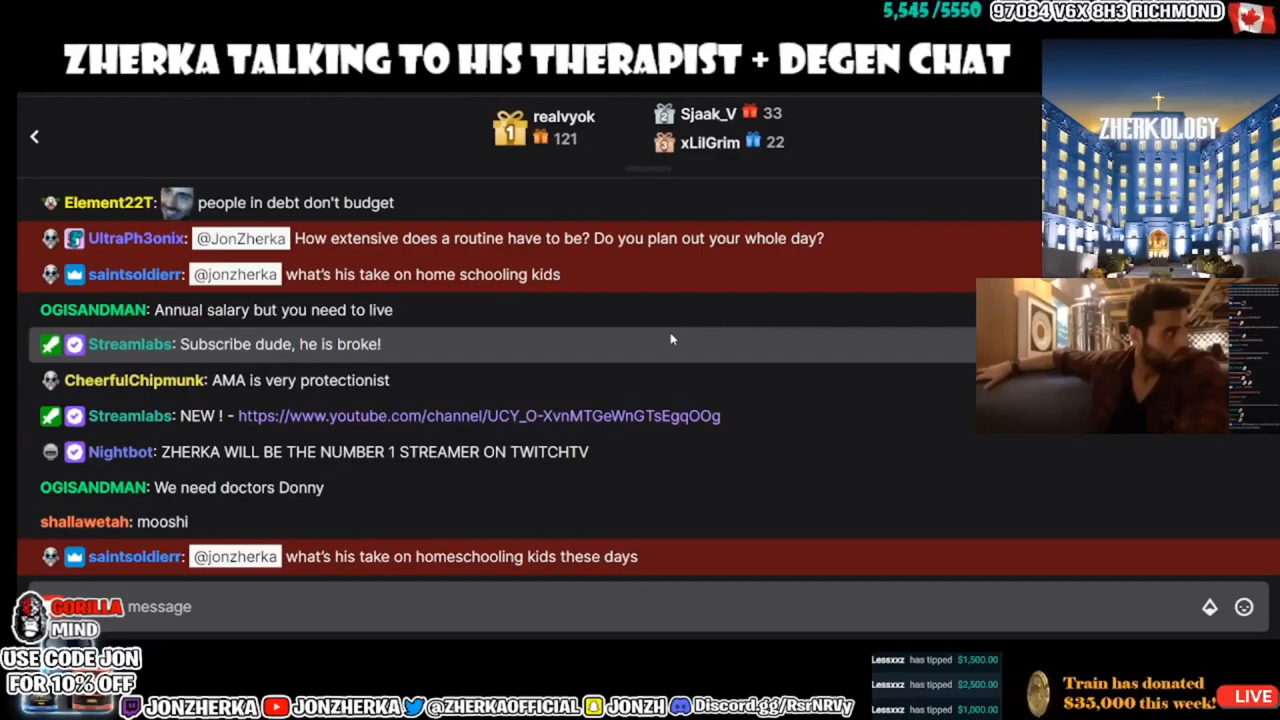 5,545 /5550
97084 V6X 8H3 RICHMOND
ZHERKA TALKING TO HIS THERAPIST + DEGEN CHAT
ZHERKOLOGY
1 realvyok 121
2 Sjaak_V 33
3 xLilGrim 22
Element22T: people in debt don't budget
UltraPh3onix: @JonZherka How extensive does a routine have to be? Do you plan out your whole day?
saintsoldierr: @jonzherka what's his take on home schooling kids
OGISANDMAN: Annual salary but you need to live
Streamlabs: Subscribe dude, he is broke!
CheerfulChipmunk: AMA is very protectionist
Streamlabs: NEW ! - https://www.youtube.com/channel/UCY_O-XvnMTGeWnGTsEgqOOg
Nightbot: ZHERKA WILL BE THE NUMBER 1 STREAMER ON TWITCHTV
OGISANDMAN: We need doctors Donny
shallawetah: mooshi
saintsoldierr: @jonzherka what's his take on homeschooling kids these days
message
GORILLA
MIND
USE CODE JON
FOR 10% OFF
Lessxxz has tipped $1,500.00
Lessxxz has tipped $2,500.00
Lessxxz has tipped $1,000.00
Train has donated
$35,000 this week!
LIVE
JONZHERKA JONZHERKA @ZHERKAOFFICIAL JONZH Discord.gg/RsrNRVy